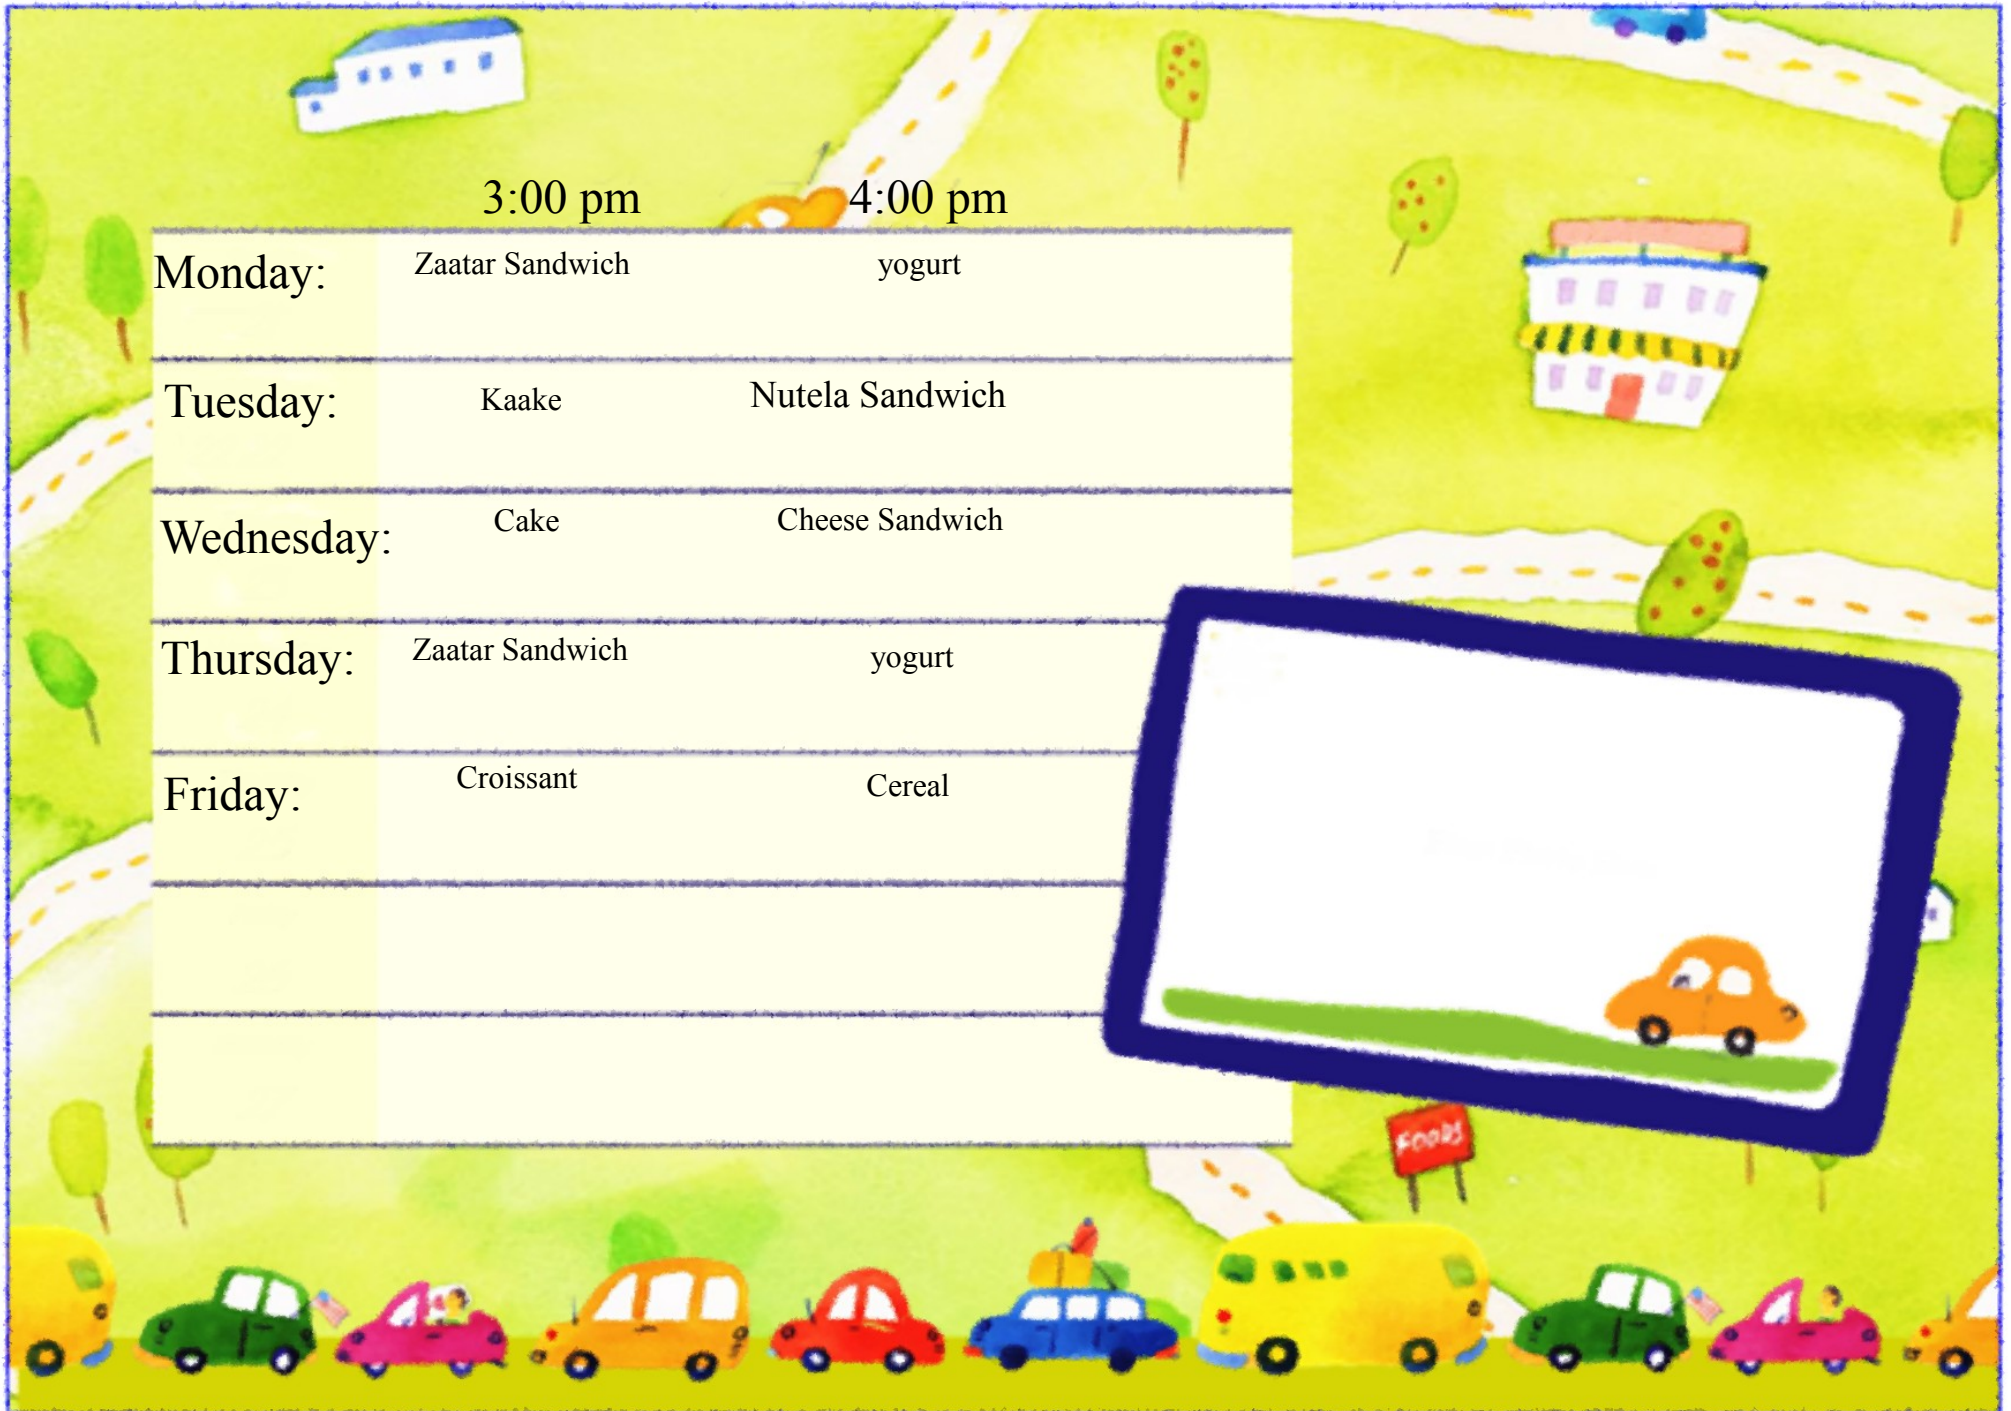 3:00 pm 4:00 pm
Monday: Zaatar Sandwich yogurt
Tuesday: Kaake Nutela Sandwich
Wednesday: Cake Cheese Sandwich
Thursday: Zaatar Sandwich yogurt
Friday: Croissant Cereal
FOODS